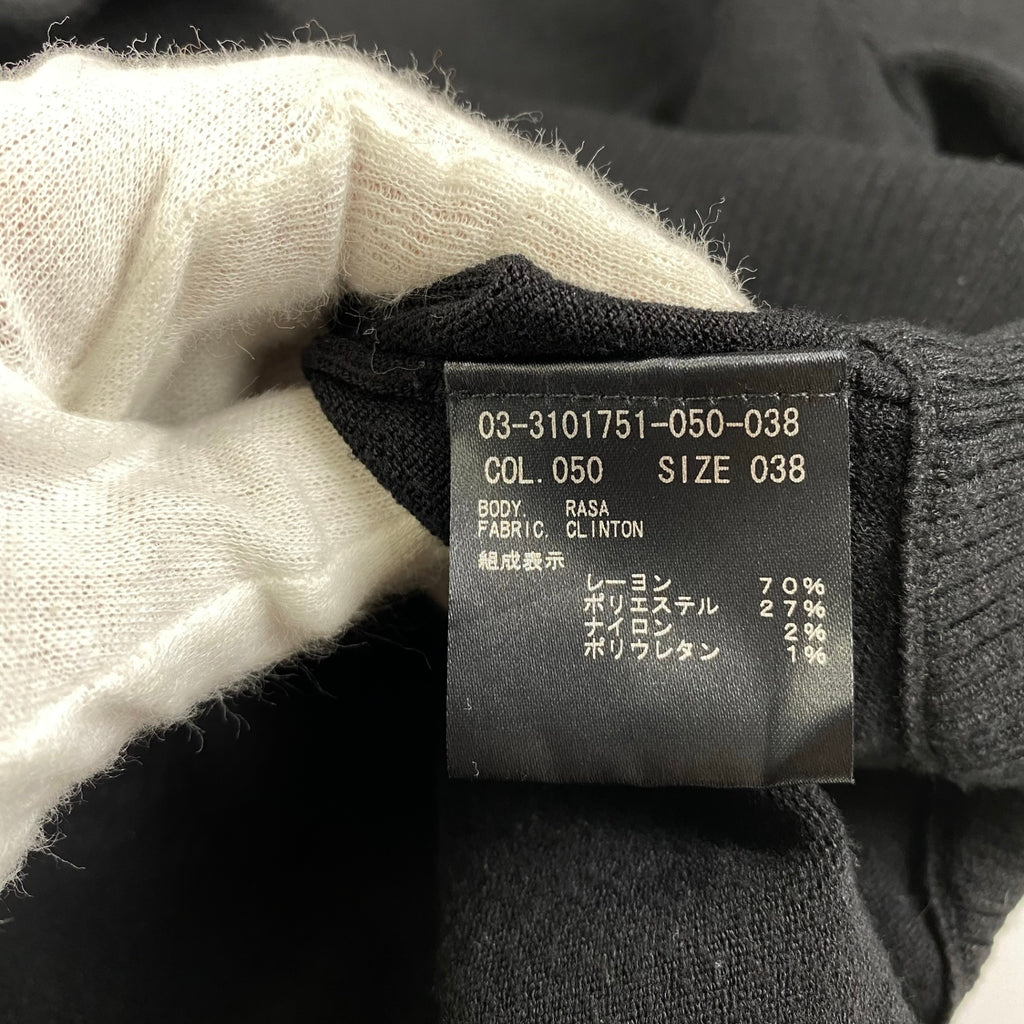 03-3101751-050-038
COL.050 SIZE 038
BODY. RASA
FABRIC. CLINTON
組成表示
レーヨン 70%
ポリエステル 27%
ナイロン 2%
ポリウレタン 1%